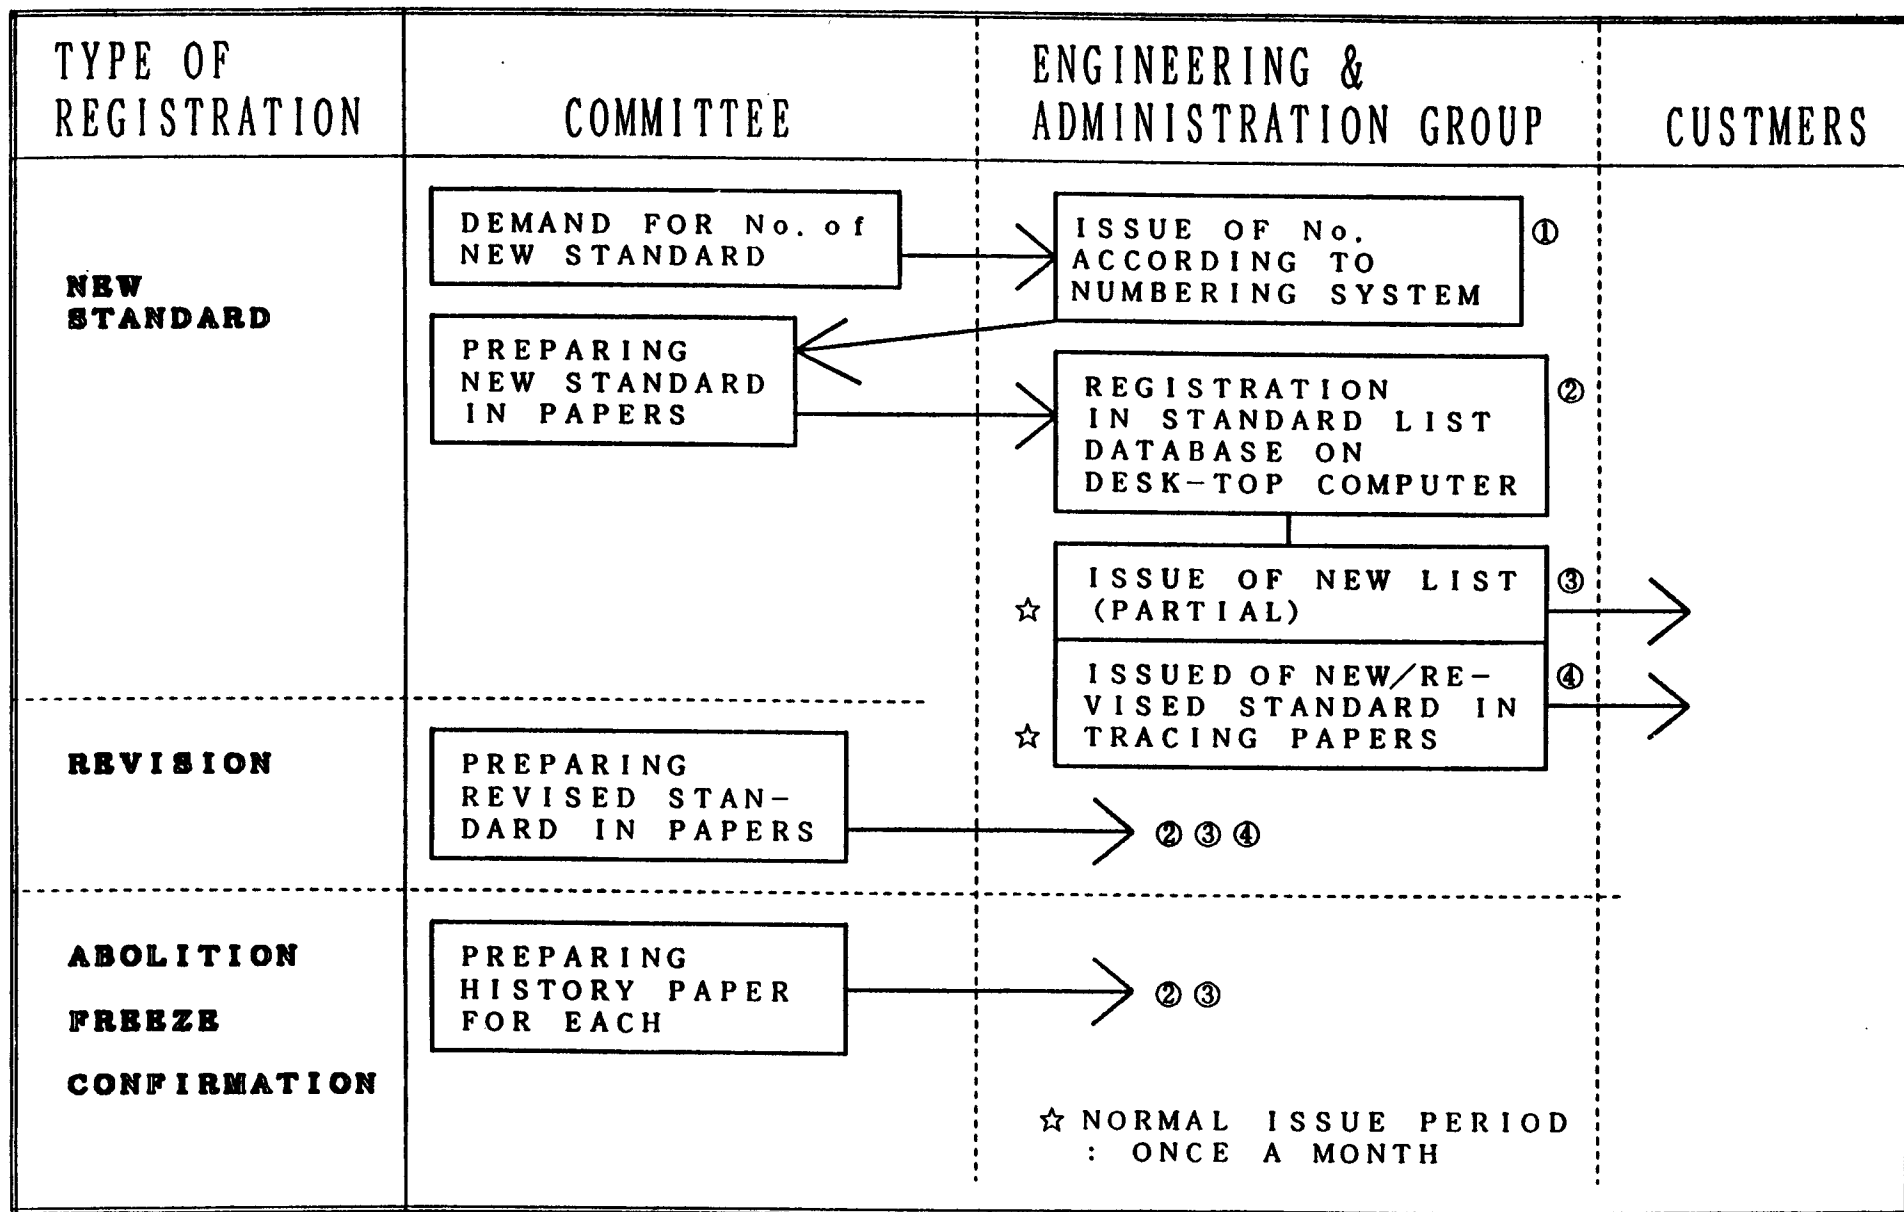 TYPE OF
REGISTRATION
COMMITTEE
ENGINEERING &
ADMINISTRATION GROUP
CUSTMERS
NEW
STANDARD
DEMAND FOR No. of
NEW STANDARD
ISSUE OF No.
ACCORDING TO
NUMBERING SYSTEM
①
PREPARING
NEW STANDARD
IN PAPERS
REGISTRATION
IN STANDARD LIST
DATABASE ON
DESK-TOP COMPUTER
②
☆
ISSUE OF NEW LIST
(PARTIAL)
③
☆
ISSUED OF NEW/RE-
VISED STANDARD IN
TRACING PAPERS
④
REVISION
PREPARING
REVISED STAN-
DARD IN PAPERS
②③④
ABOLITION
FREEZE
CONFIRMATION
PREPARING
HISTORY PAPER
FOR EACH
②③
☆ NORMAL ISSUE PERIOD
: ONCE A MONTH